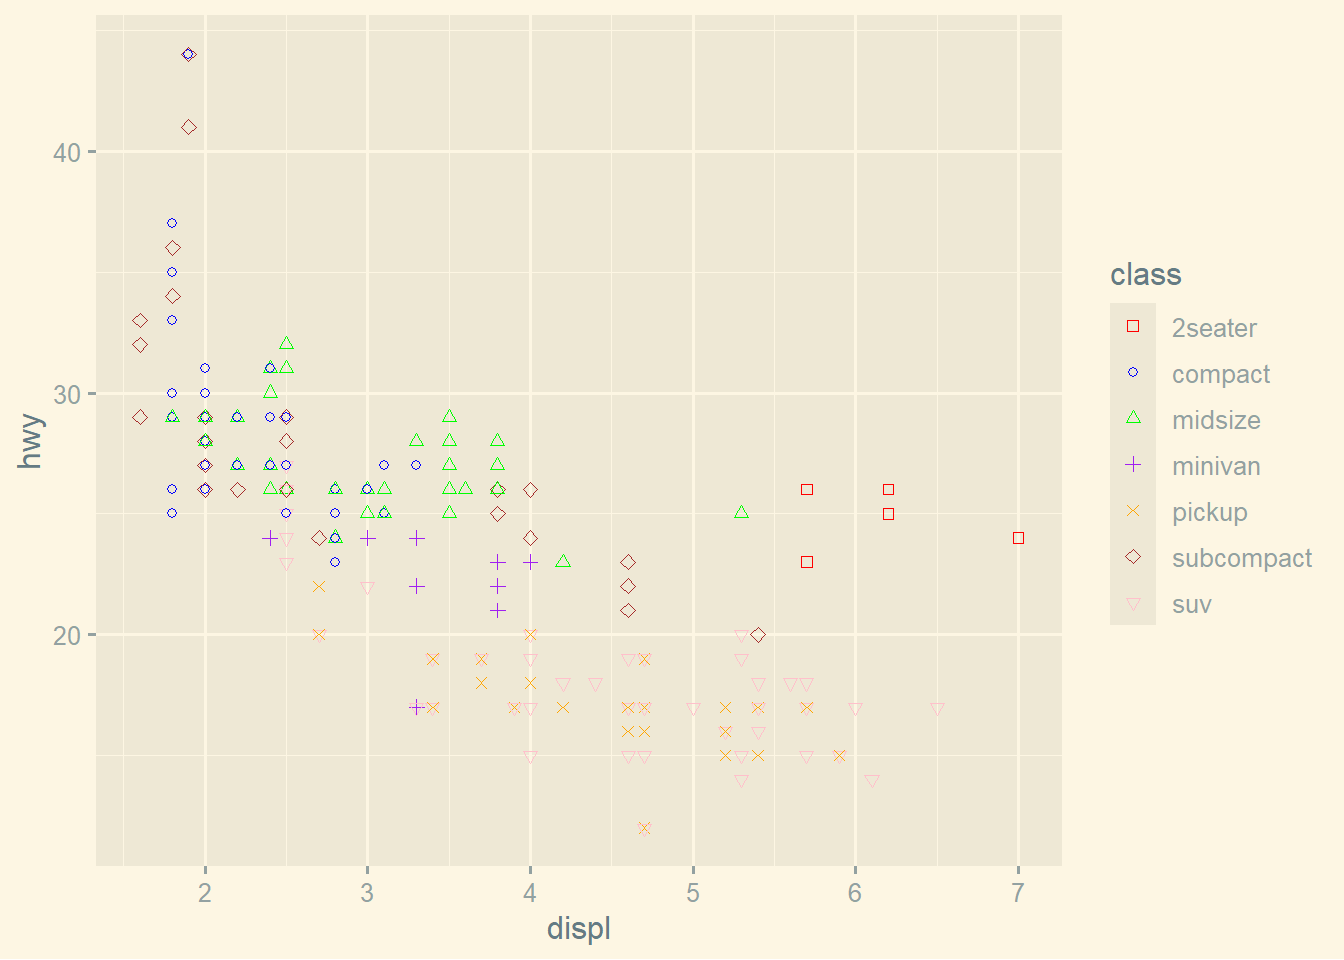 40
30
20
hwy
2
3
4
5
6
7
displ
class
2seater
compact
midsize
minivan
pickup
subcompact
suv